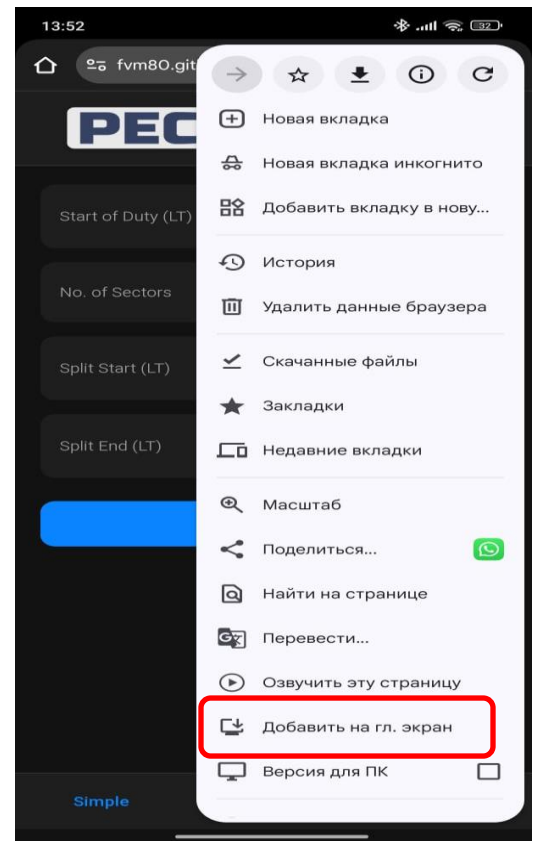 13:52
32
fvm80.git
PEC
Start of Duty (LT)
No. of Sectors
Split Start (LT)
Split End (LT)
Simple
Новая вкладка
Новая вкладка инкогнито
Добавить вкладку в нову...
История
Удалить данные браузера
Скачанные файлы
Закладки
Недавние вкладки
Масштаб
Поделиться...
Найти на странице
Перевести...
Озвучить эту страницу
Добавить на гл. экран
Версия для ПК